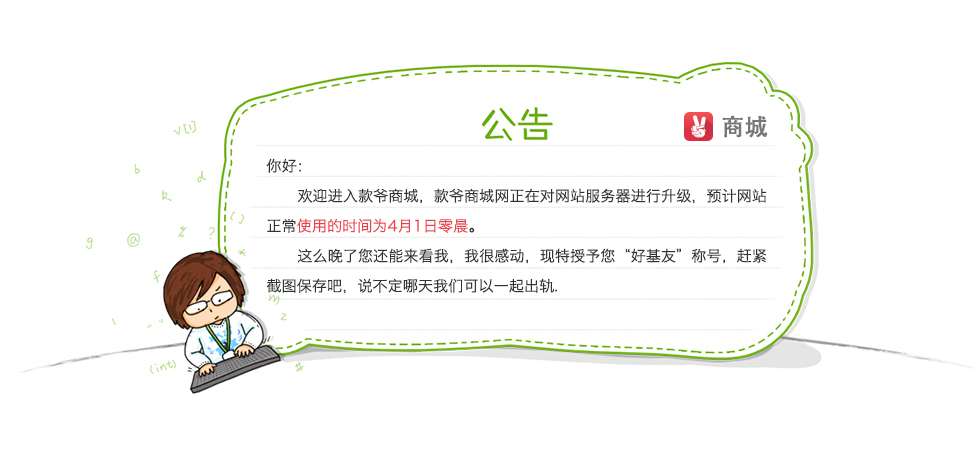 公告
商城
你好：
欢迎进入款爷商城，款爷商城网正在对网站服务器进行升级，预计网站
正常使用的时间为4月1日零晨。
这么晚了您还能来看我，我很感动，现特授予您“好基友”称号，赶紧
截图保存吧，说不定哪天我们可以一起出轨.
v[1]
b
d
R
[ ]
g
@
%
?
*
f
m
z
(int)
#